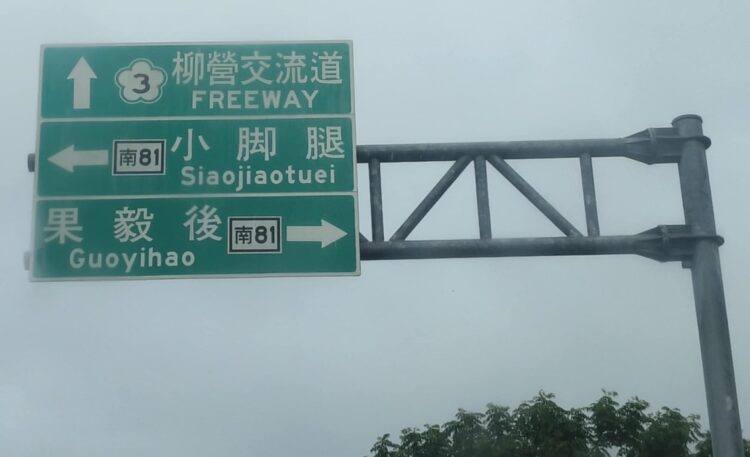 3 柳營交流道
FREEWAY
南81 小脚腿
Siaojiaotuei
果毅後 南81
Guoyihao